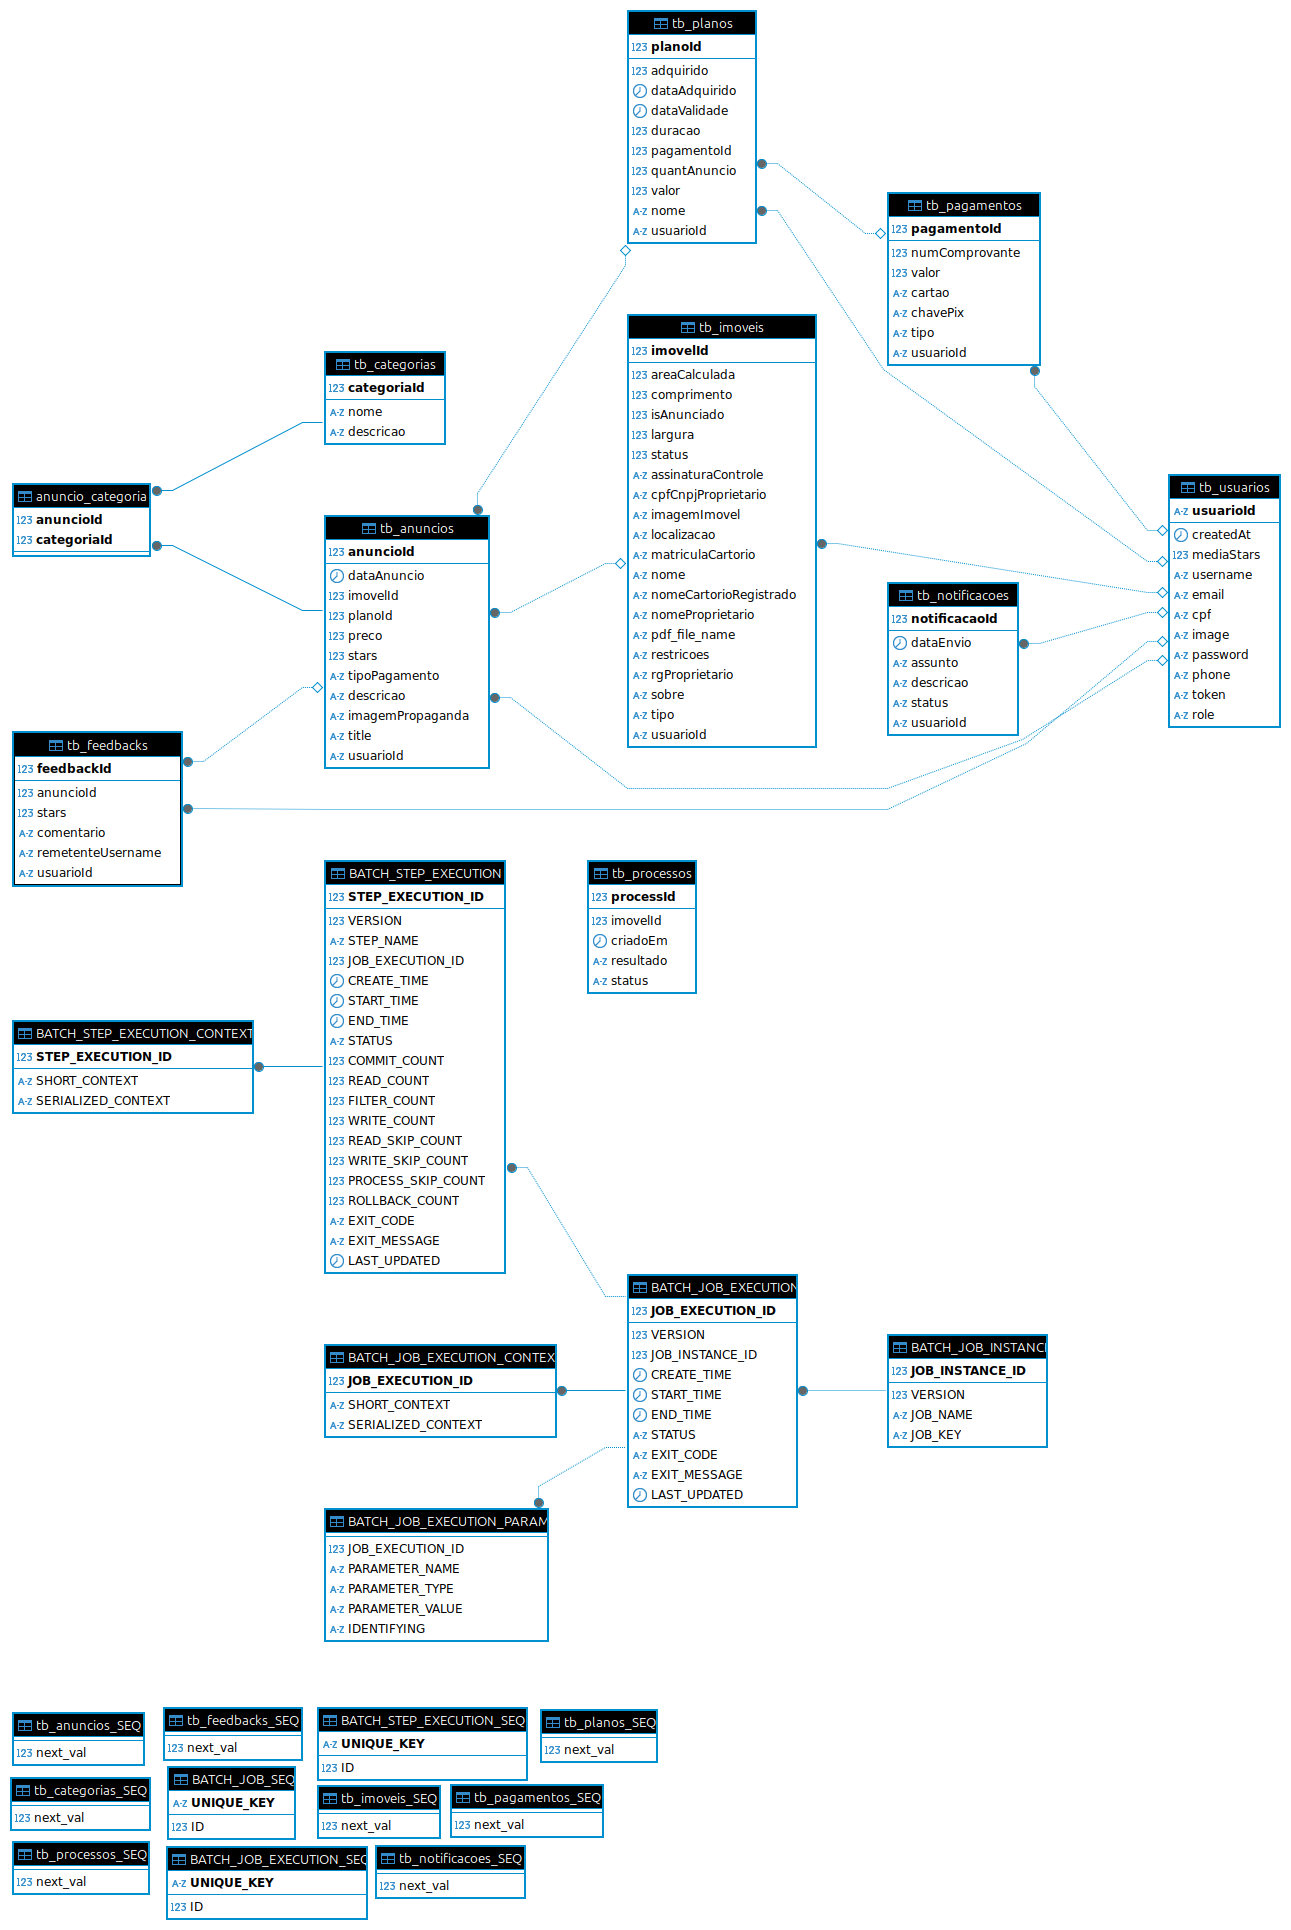 tb_planos
123 planoId
123 adquirido
dataAdquirido
dataValidade
123 duracao
123 pagamentoId
123 quantAnuncio
123 valor
A-Z nome
A-Z usuarioId
tb_pagamentos
123 pagamentoId
123 numComprovante
123 valor
A-Z cartao
A-Z chavePix
A-Z tipo
A-Z usuarioId
tb_imoveis
123 imovelId
123 areaCalculada
123 comprimento
123 isAnunciado
123 largura
123 status
A-Z assinaturaControle
A-Z cpfCnpjProprietario
A-Z imagemImovel
A-Z localizacao
A-Z matriculaCartorio
A-Z nome
A-Z nomeCartorioRegistrado
A-Z nomeProprietario
A-Z pdf_file_name
A-Z restricoes
A-Z rgProprietario
A-Z sobre
A-Z tipo
A-Z usuarioId
tb_categorias
123 categoriaId
A-Z nome
A-Z descricao
anuncio_categoria
123 anuncioId
123 categoriaId
tb_anuncios
123 anuncioId
dataAnuncio
123 imovelId
123 planoId
123 preco
123 stars
123 tipoPagamento
A-Z descricao
A-Z imagemPropaganda
A-Z title
A-Z usuarioId
tb_usuarios
A-Z usuarioId
createdAt
123 mediaStars
A-Z username
A-Z email
A-Z cpf
A-Z image
A-Z password
A-Z phone
A-Z token
A-Z role
tb_notificacoes
123 notificacaoId
dataEnvio
A-Z assunto
A-Z descricao
A-Z status
A-Z usuarioId
tb_feedbacks
123 feedbackId
123 anuncioId
123 stars
A-Z comentario
A-Z remetenteUsername
A-Z usuarioId
BATCH_STEP_EXECUTION
123 STEP_EXECUTION_ID
123 VERSION
A-Z STEP_NAME
123 JOB_EXECUTION_ID
CREATE_TIME
START_TIME
END_TIME
A-Z STATUS
123 COMMIT_COUNT
123 READ_COUNT
123 FILTER_COUNT
123 WRITE_COUNT
123 READ_SKIP_COUNT
123 WRITE_SKIP_COUNT
123 PROCESS_SKIP_COUNT
123 ROLLBACK_COUNT
A-Z EXIT_CODE
A-Z EXIT_MESSAGE
LAST_UPDATED
tb_processos
123 processId
123 imovelId
criadoEm
A-Z resultado
A-Z status
BATCH_STEP_EXECUTION_CONTEXT
123 STEP_EXECUTION_ID
A-Z SHORT_CONTEXT
A-Z SERIALIZED_CONTEXT
BATCH_JOB_EXECUTION
123 JOB_EXECUTION_ID
123 VERSION
123 JOB_INSTANCE_ID
CREATE_TIME
START_TIME
END_TIME
A-Z STATUS
A-Z EXIT_CODE
A-Z EXIT_MESSAGE
LAST_UPDATED
BATCH_JOB_INSTANC
123 JOB_INSTANCE_ID
123 VERSION
A-Z JOB_NAME
A-Z JOB_KEY
BATCH_JOB_EXECUTION_CONTEX
123 JOB_EXECUTION_ID
A-Z SHORT_CONTEXT
A-Z SERIALIZED_CONTEXT
BATCH_JOB_EXECUTION_PARAM
123 JOB_EXECUTION_ID
A-Z PARAMETER_NAME
A-Z PARAMETER_TYPE
A-Z PARAMETER_VALUE
A-Z IDENTIFYING
tb_anuncios_SEQ
123 next_val
tb_feedbacks_SEQ
123 next_val
BATCH_STEP_EXECUTION_SEQ
A-Z UNIQUE_KEY
123 ID
tb_planos_SEQ
123 next_val
tb_categorias_SEQ
123 next_val
BATCH_JOB_SEQ
A-Z UNIQUE_KEY
123 ID
tb_imoveis_SEQ
123 next_val
tb_pagamentos_SEQ
123 next_val
tb_processos_SEQ
123 next_val
BATCH_JOB_EXECUTION_SEQ
A-Z UNIQUE_KEY
123 ID
tb_notificacoes_SEQ
123 next_val